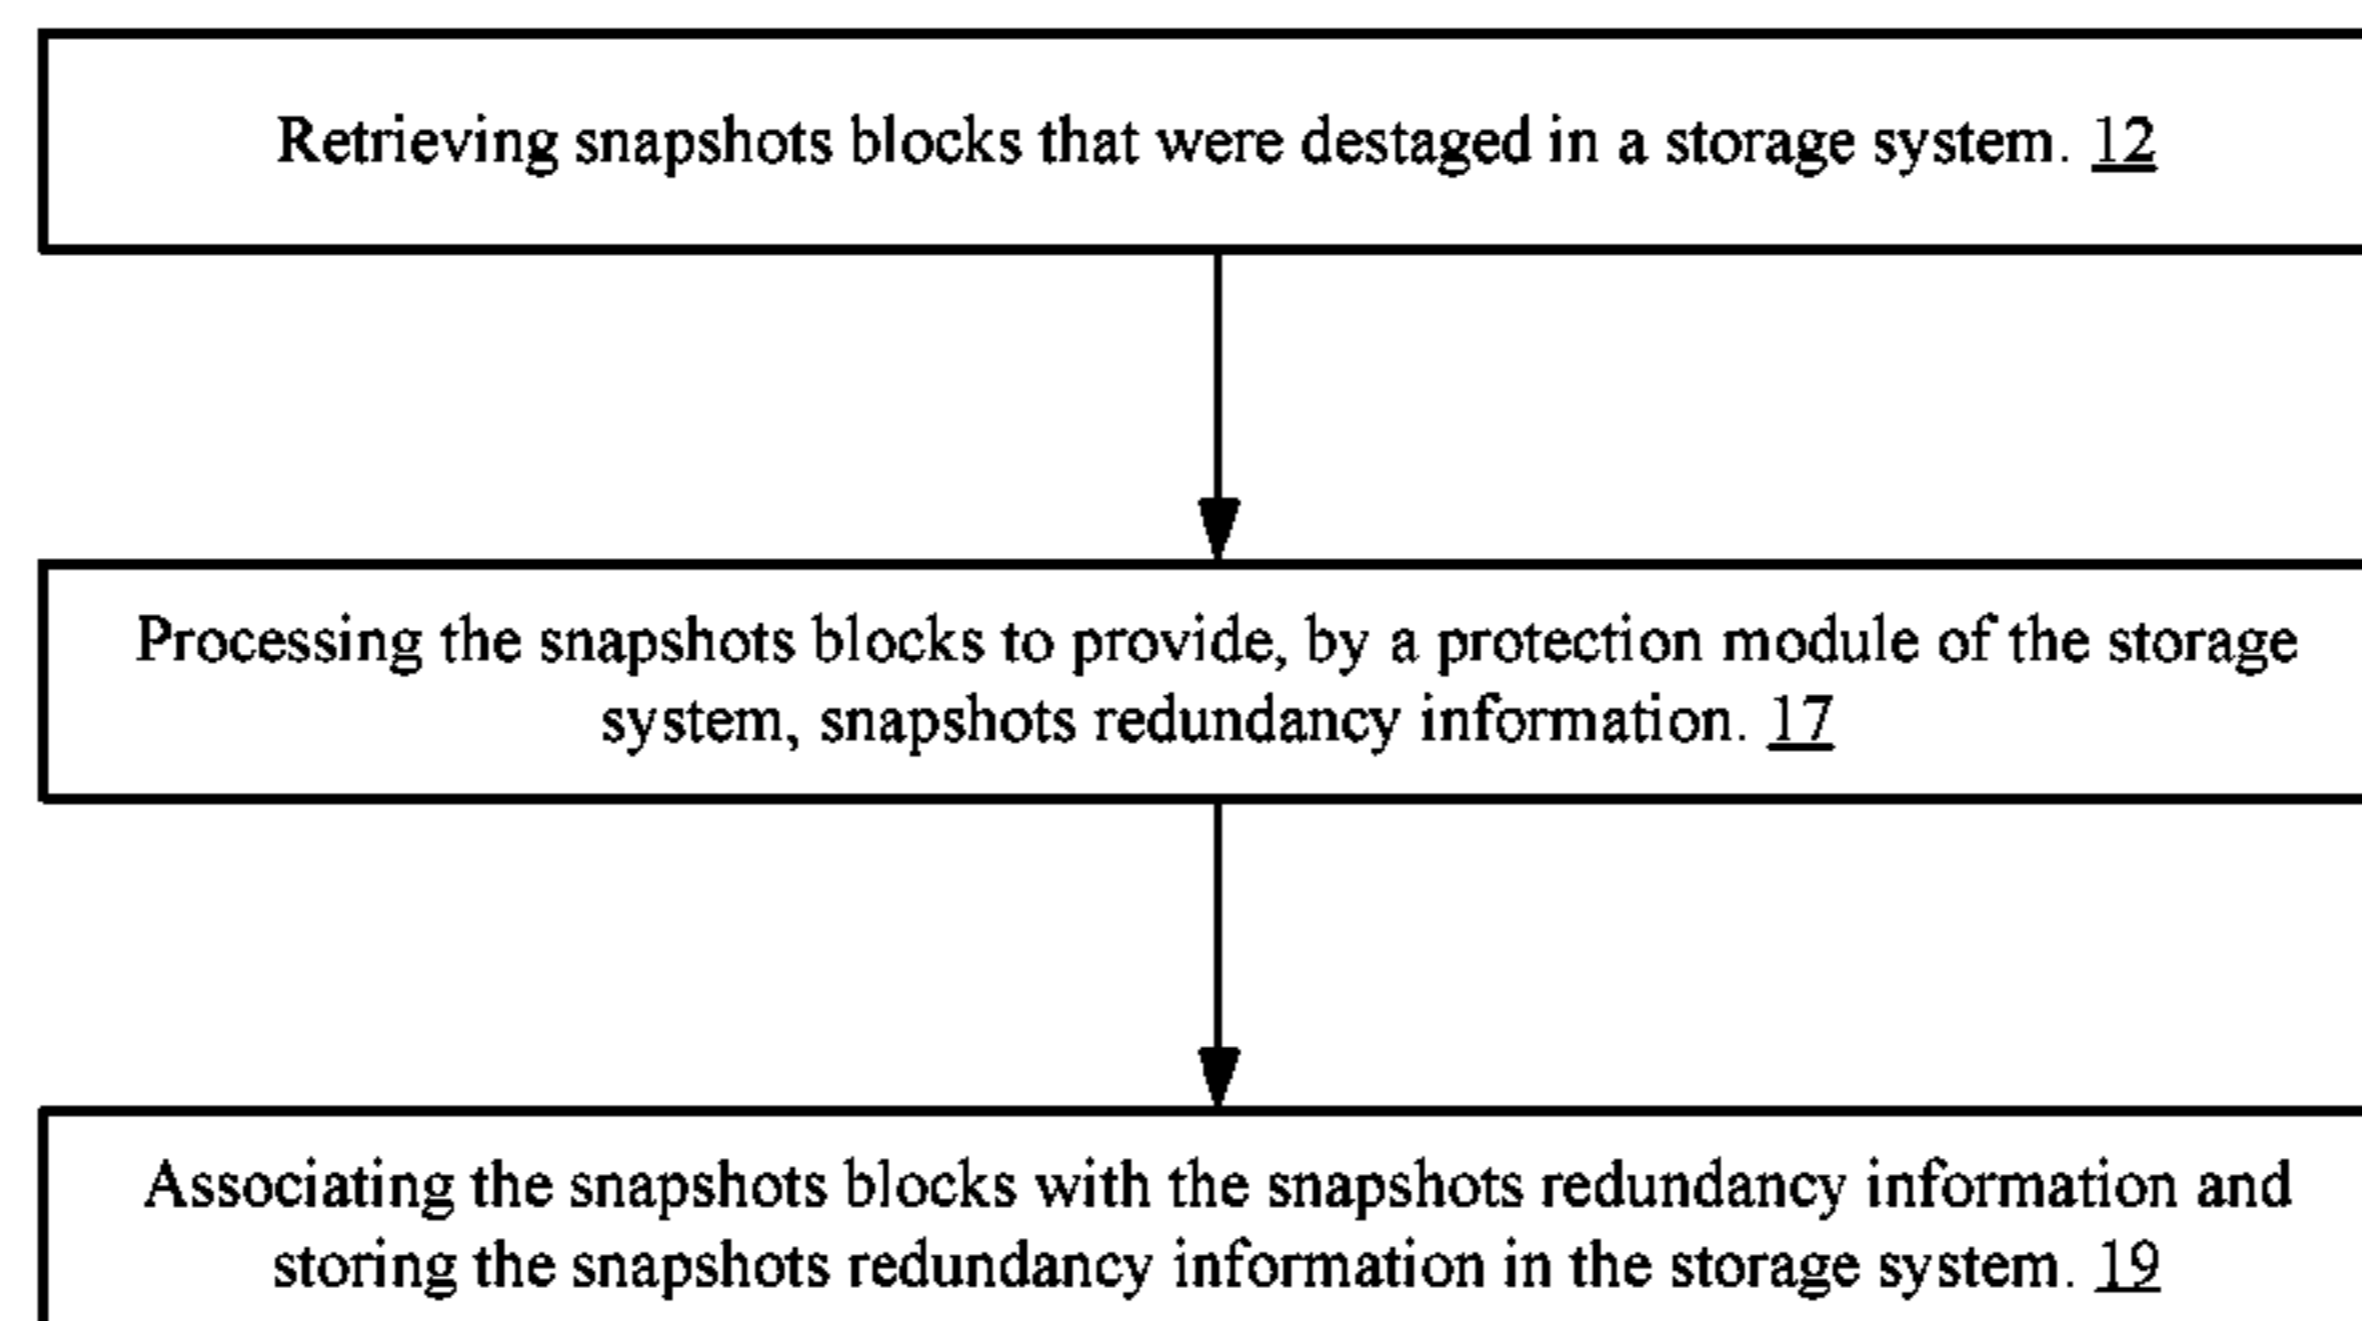 Retrieving snapshots blocks that were destaged in a storage system. 12
Processing the snapshots blocks to provide, by a protection module of the storage
system, snapshots redundancy information. 17
Associating the snapshots blocks with the snapshots redundancy information and
storing the snapshots redundancy information in the storage system. 19